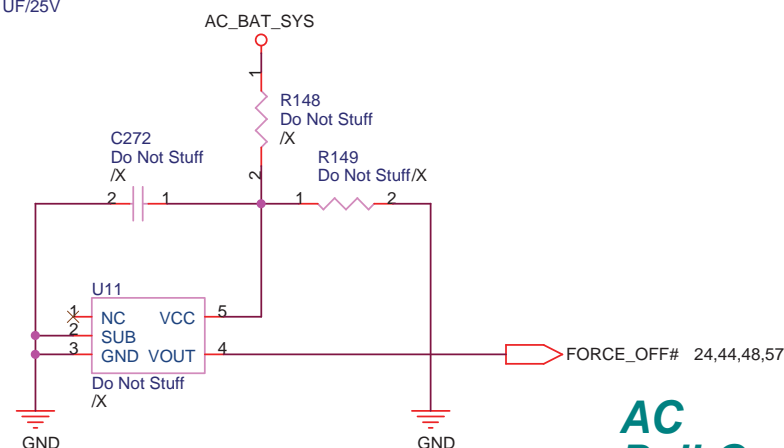 UF/25V
AC_BAT_SYS
1
R148
Do Not Stuff
/X
2
C272
Do Not Stuff
/X
2 1
R149
Do Not Stuff/X
1 2
U11
1 NC VCC 5
2 SUB
3 GND VOUT 4
Do Not Stuff
/X
FORCE_OFF# 24,44,48,57
GND
GND
AC